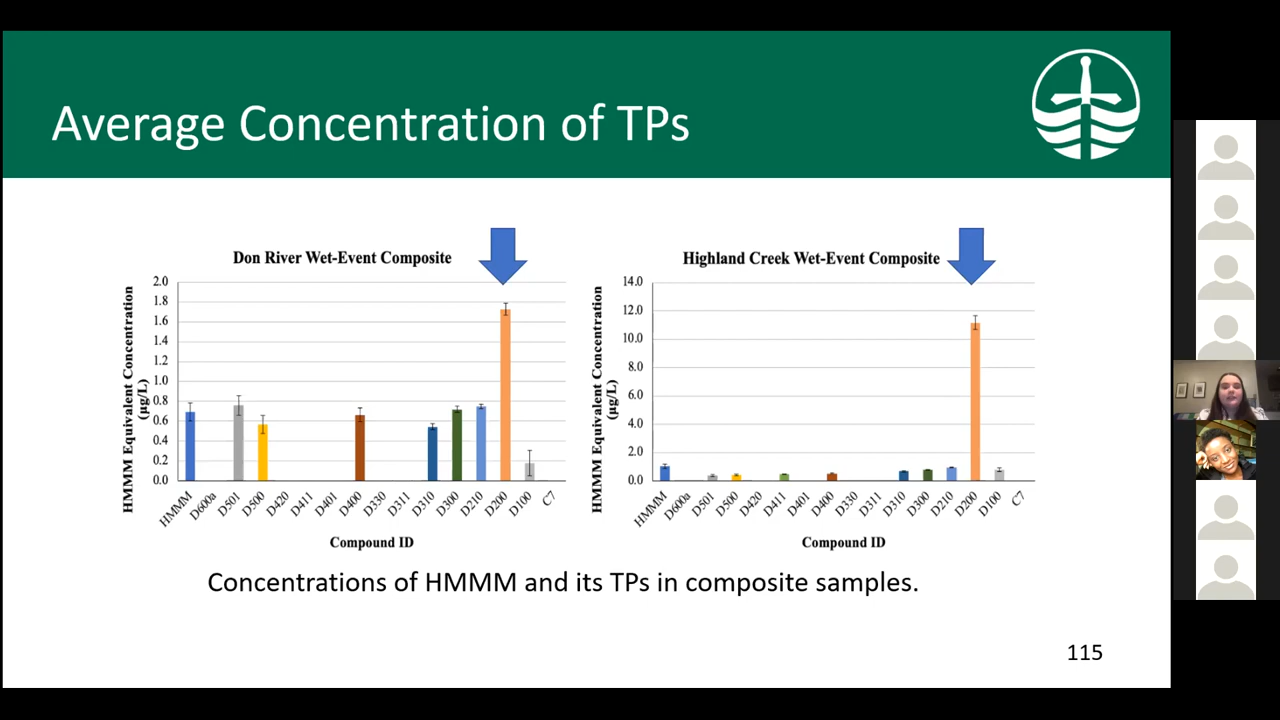 Average Concentration of TPs
Don River Wet-Event Composite
HMMM Equivalent Concentration
(µg/L)
2.0
1.8
1.6
1.4
1.2
1.0
0.8
0.6
0.4
0.2
0.0
HMMM
D600a
D501
D500
D420
D411
D401
D400
D330
D311
D310
D300
D210
D200
D100
C7
Compound ID
Highland Creek Wet-Event Composite
HMMM Equivalent Concentration
(µg/L)
14.0
12.0
10.0
8.0
6.0
4.0
2.0
0.0
HMMM
D600a
D501
D500
D420
D411
D401
D400
D330
D311
D310
D300
D210
D200
D100
C7
Compound ID
Concentrations of HMMM and its TPs in composite samples.
115